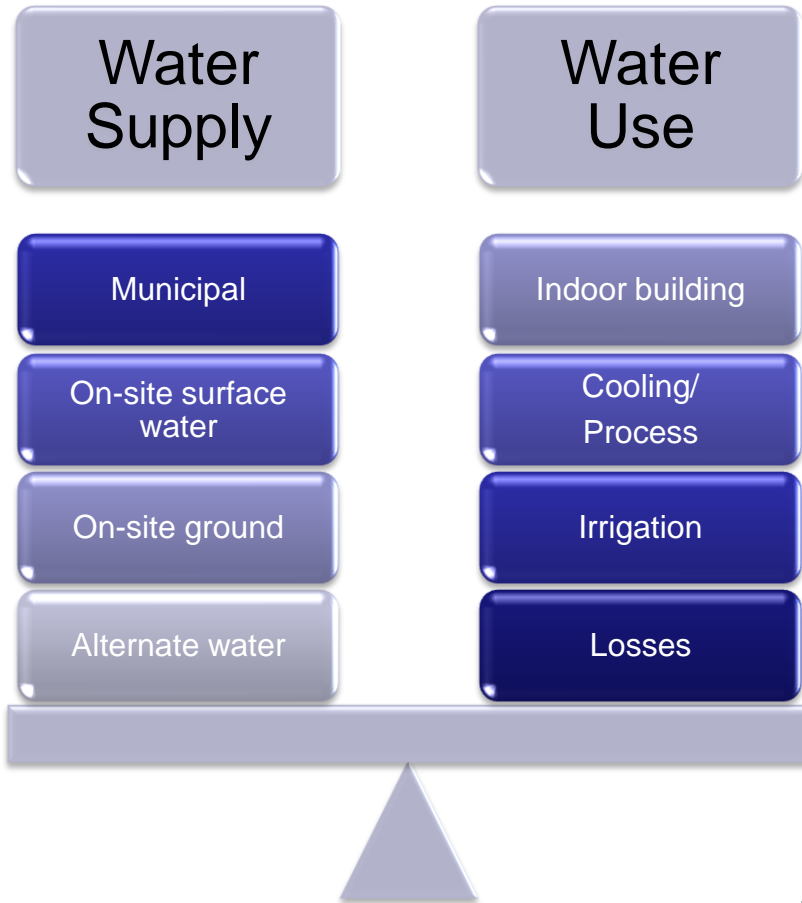 Water
Supply
Municipal
On-site surface
water
On-site ground
Alternate water
Water
Use
Indoor building
Cooling/
Process
Irrigation
Losses